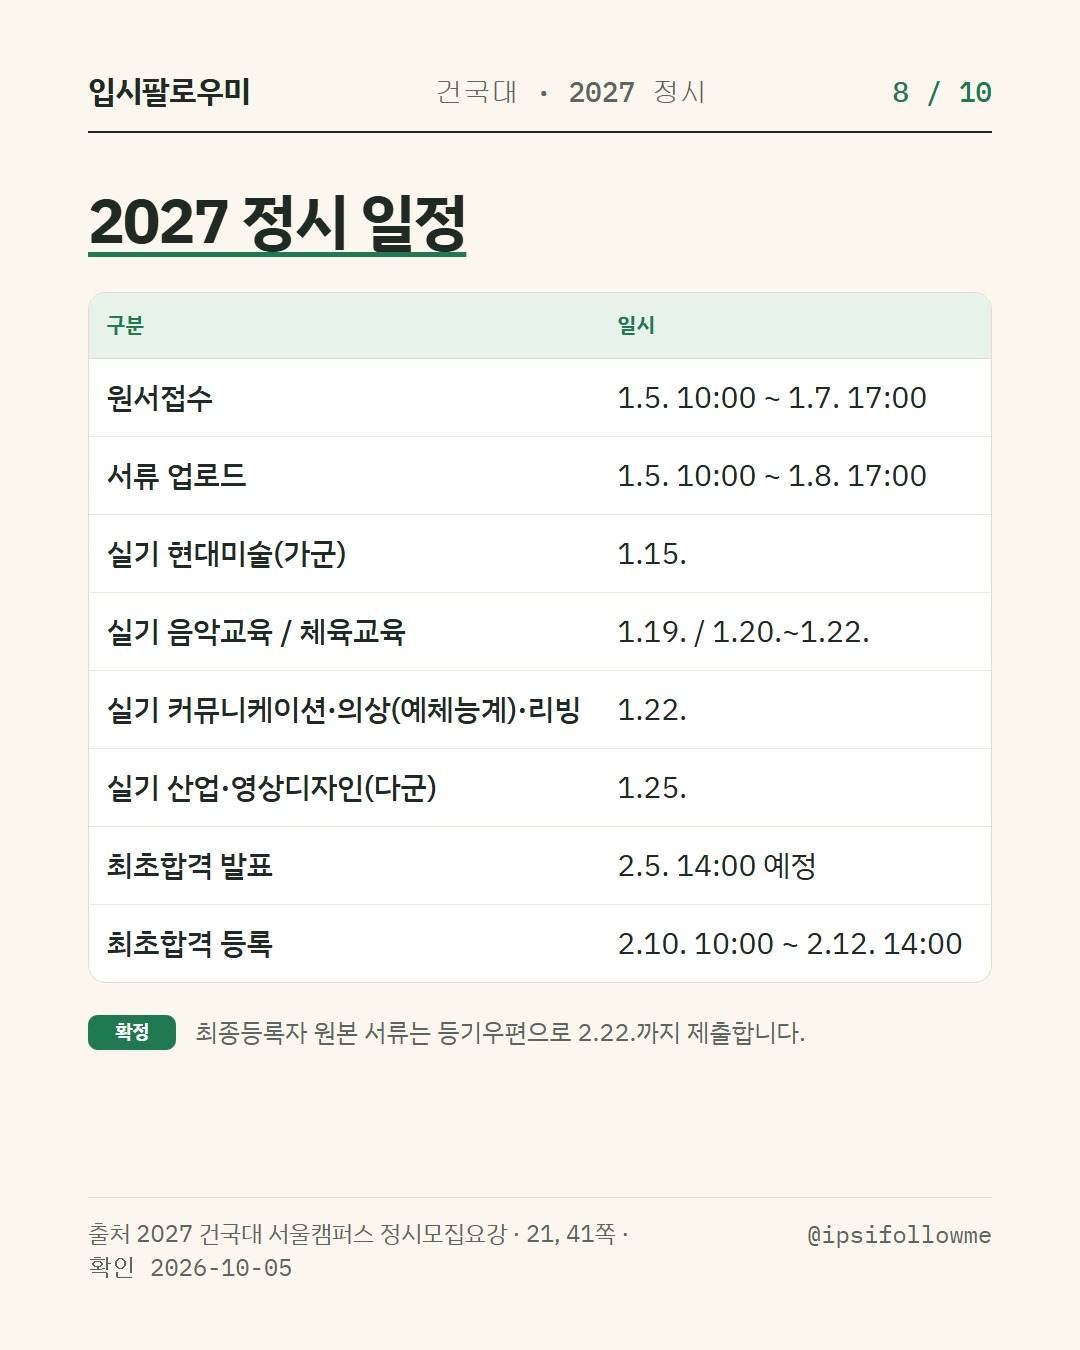 입시팔로우미 건국대 · 2027 정시 8 / 10
2027 정시 일정
구분 일시
원서접수 1.5. 10:00 ~ 1.7. 17:00
서류 업로드 1.5. 10:00 ~ 1.8. 17:00
실기 현대미술(가군) 1.15.
실기 음악교육 / 체육교육 1.19. / 1.20.~1.22.
실기 커뮤니케이션·의상(예체능계)·리빙 1.22.
실기 산업·영상디자인(다군) 1.25.
최초합격 발표 2.5. 14:00 예정
최초합격 등록 2.10. 10:00 ~ 2.12. 14:00
확정 최종등록자 원본 서류는 등기우편으로 2.22.까지 제출합니다.
출처 2027 건국대 서울캠퍼스 정시모집요강 · 21, 41쪽 · @ipsifollowme
확인 2026-10-05